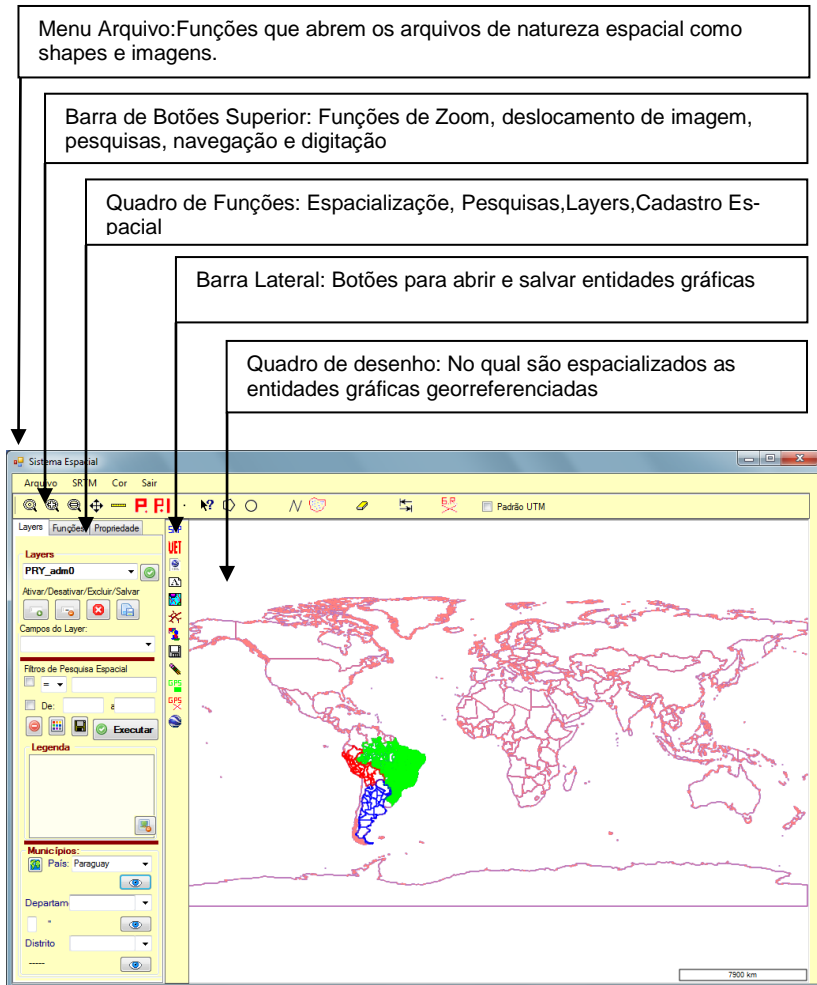 Menu Arquivo:Funções que abrem os arquivos de natureza espacial como
shapes e imagens.
Barra de Botões Superior: Funções de Zoom, deslocamento de imagem,
pesquisas, navegação e digitação
Quadro de Funções: Espacializaçõe, Pesquisas,Layers,Cadastro Es-
pacial
Barra Lateral: Botões para abrir e salvar entidades gráficas
Quadro de desenho: No qual são espacializados as
entidades gráficas georreferenciadas
Sistema Espacial
Arquivo SRTM Cor Sair
P. P.I G.P. Padrão UTM
Layers Funções Propriedade
Layers
PRY_adm0
Ativar/Desativar/Excluir/Salvar
Campos do Layer:
Filtros de Pesquisa Espacial
=
De: a
Executar
Legenda
Municípios:
País: Paraguay
Departam
Distrito
-----
UET
GPS
GPS
7900 km